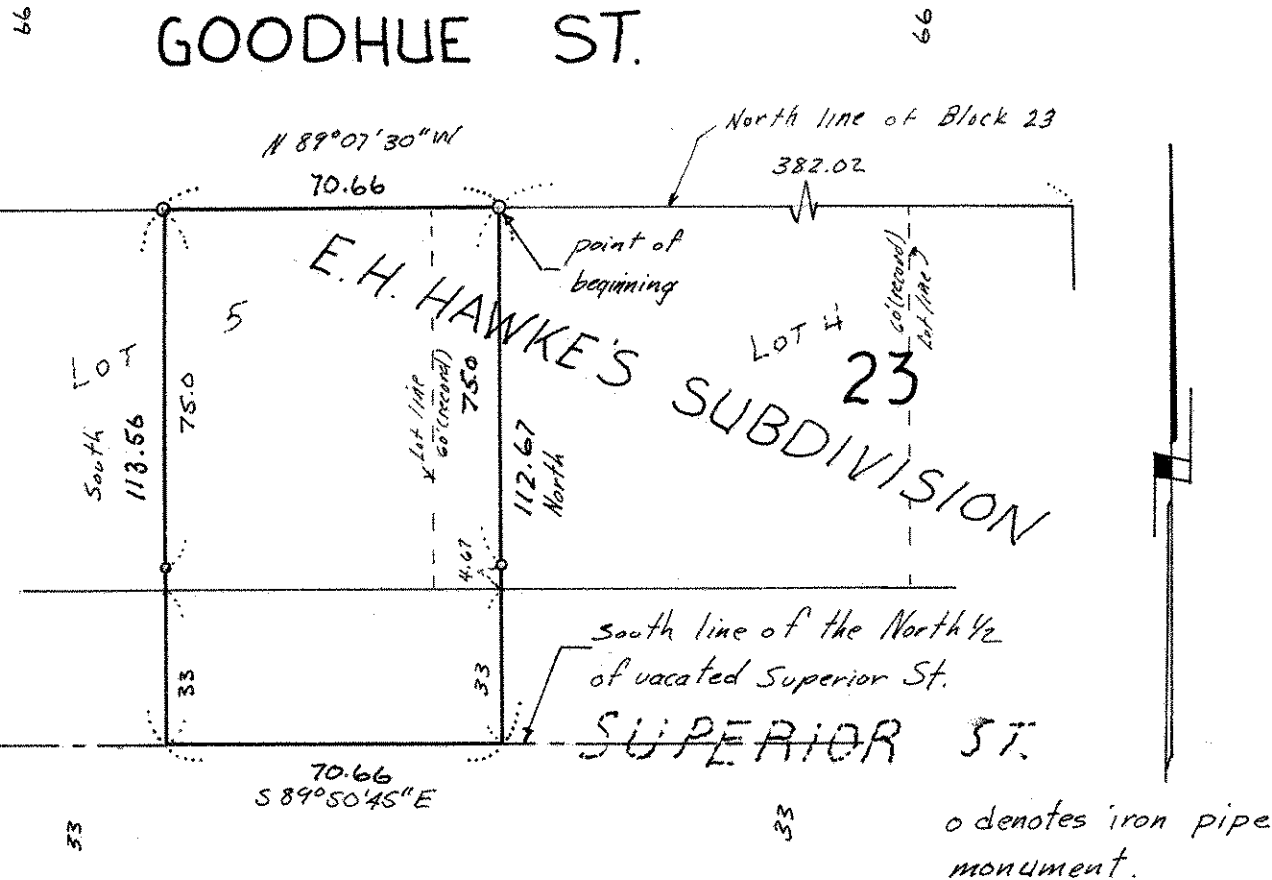 66
66
GOODHUE ST.
North line of Block 23
N 89°07'30" W
382.02
70.66
point of
beginning
E.H. HAWKE'S SUBDIVISION
60'(record)
Lot line
LOT 4
23
5
LOT
South
113.56
75.0
Lot line
60'(record)
75.0
112.67
North
4.67
south line of the North 1/2
of vacated Superior St.
33
33
SUPERIOR ST.
70.66
S 89°50'45" E
33
33
o denotes iron pipe
monument.